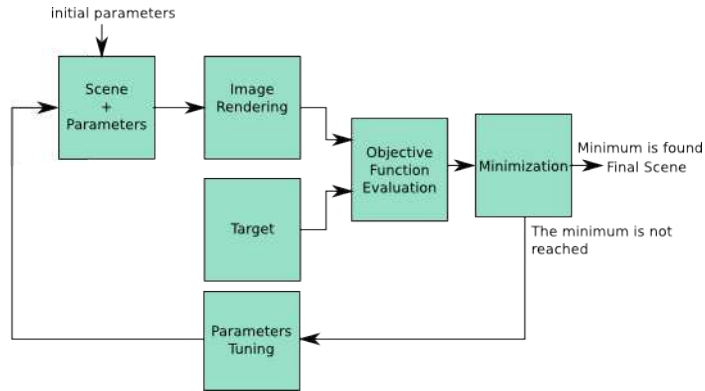 initial parameters
Scene
+
Parameters
Image
Rendering
Target
Objective
Function
Evaluation
Minimization
Minimum is found
Final Scene
The minimum is not
reached
Parameters
Tuning